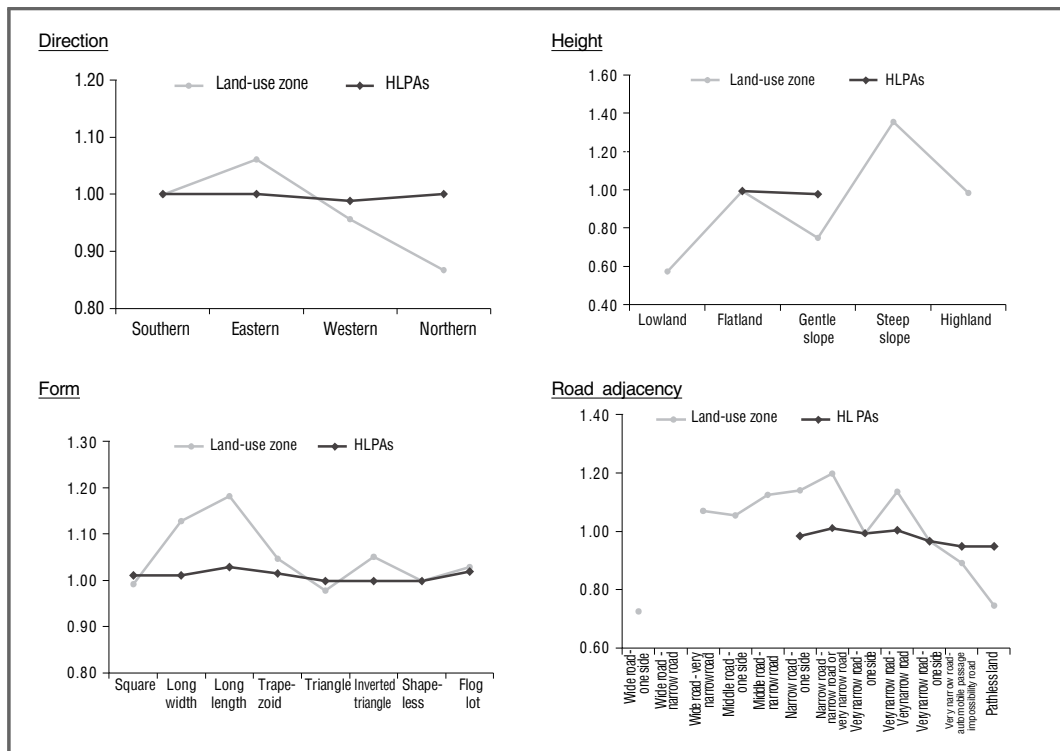 Direction
Land-use zone
HLPAs
1.20
1.10
1.00
0.90
0.80
Southern
Eastern
Western
Northern
Height
Land-use zone
HLPAs
1.60
1.40
1.20
1.00
0.80
0.60
0.40
Lowland
Flatland
Gentle
slope
Steep
slope
Highland
Form
Land-use zone
HLPAs
1.30
1.20
1.10
1.00
0.90
0.80
Square
Long
width
Long
length
Trape-
zoid
Triangle
Inverted
triangle
Shape-
less
Flog
lot
Road adjacency
Land-use zone
HL PAs
1.40
1.20
1.00
0.80
0.60
Wide road-
one side
Wide road-
narrow road
Wide road - very
narrow road
Middle road -
one side
Middle road -
narrow road
Narrow road -
one side
Narrow road -
narrow road or
very narrow road
Very narrow road -
one side
Very narrow road -
Very narrow road
Very narrow road -
one side
Very narrow road-
automobile passage
impossibility road
Pathless land